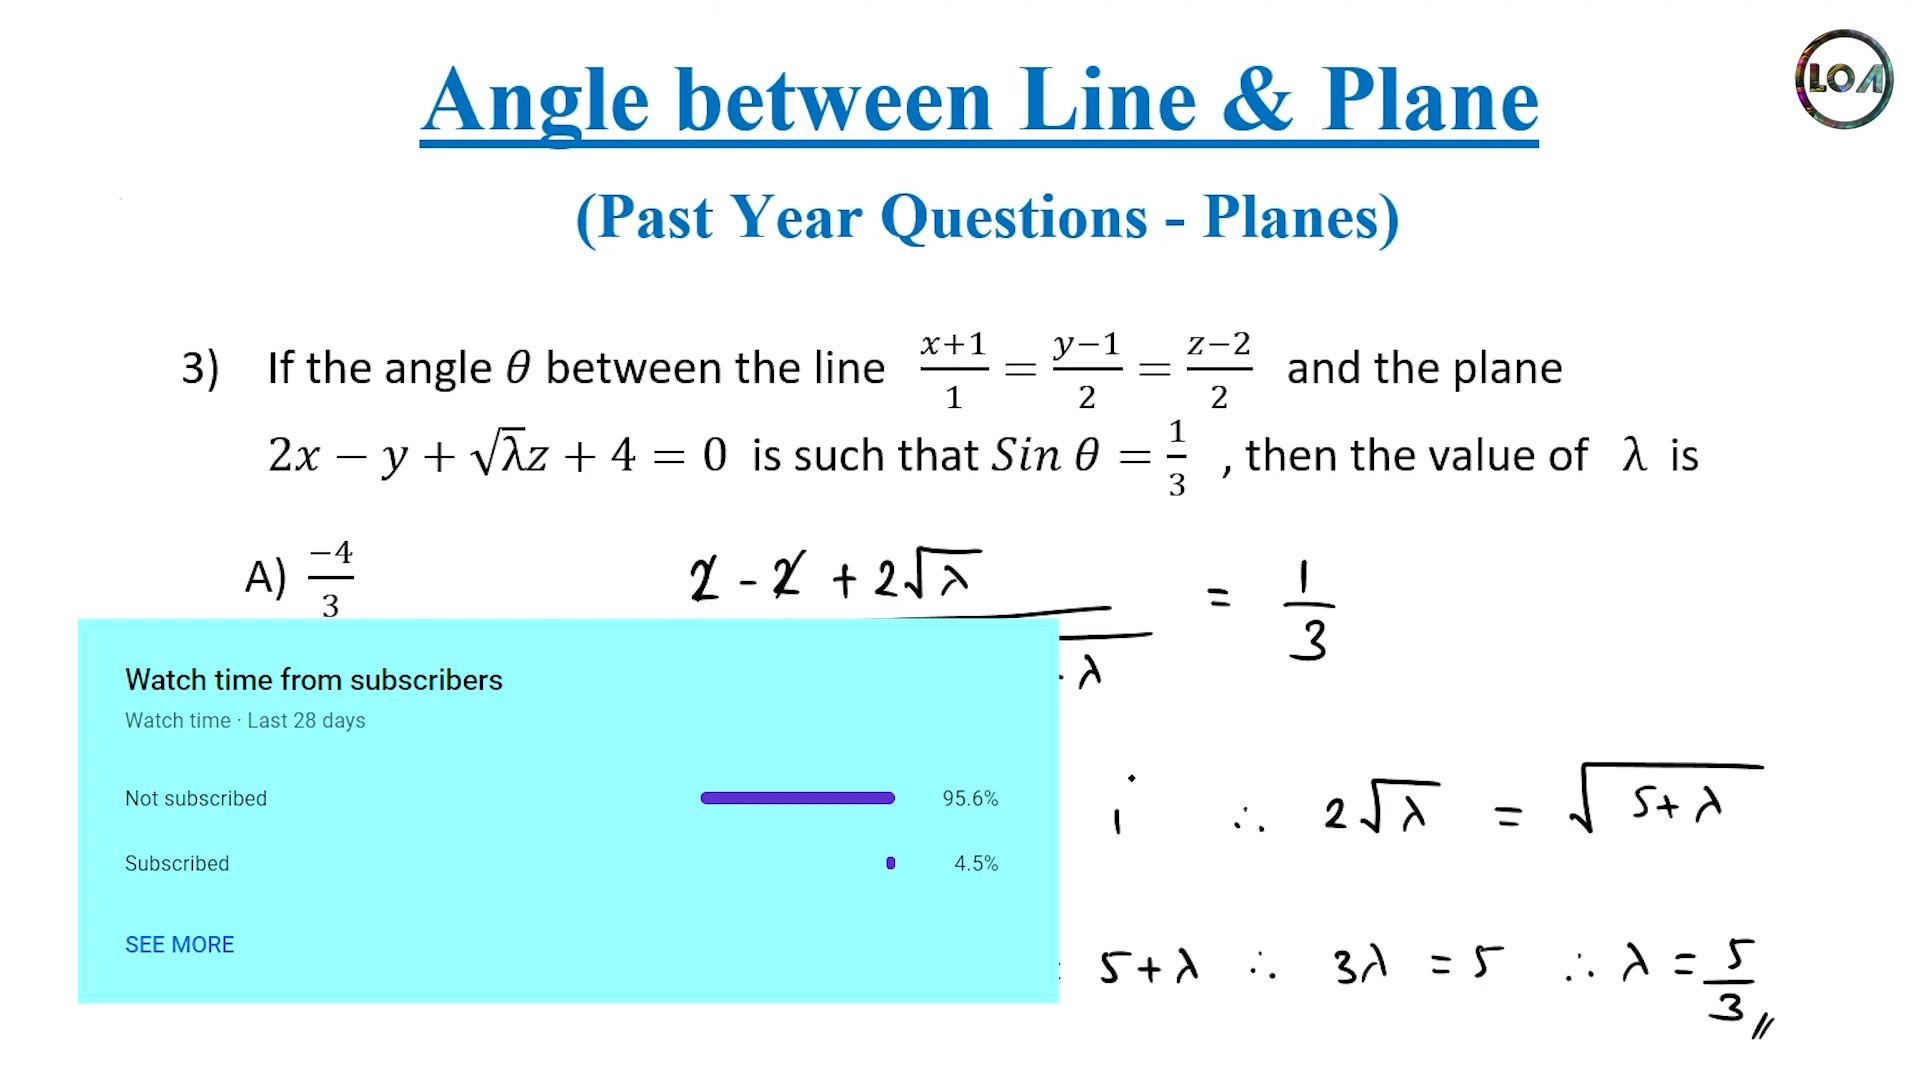 LOA
Angle between Line & Plane
(Past Year Questions - Planes)
3) If the angle θ between the line (x+1)/1 = (y−1)/2 = (z−2)/2 and the plane
2x − y + √λz + 4 = 0 is such that Sin θ = 1/3 , then the value of λ is
A) −4/3
2 - 2 + 2√λ = 1/3
λ
Watch time from subscribers
Watch time · Last 28 days
Not subscribed 95.6%
∴ 2√λ = √5+λ
Subscribed 4.5%
SEE MORE
5+λ ∴ 3λ = 5 ∴ λ = 5/3 //